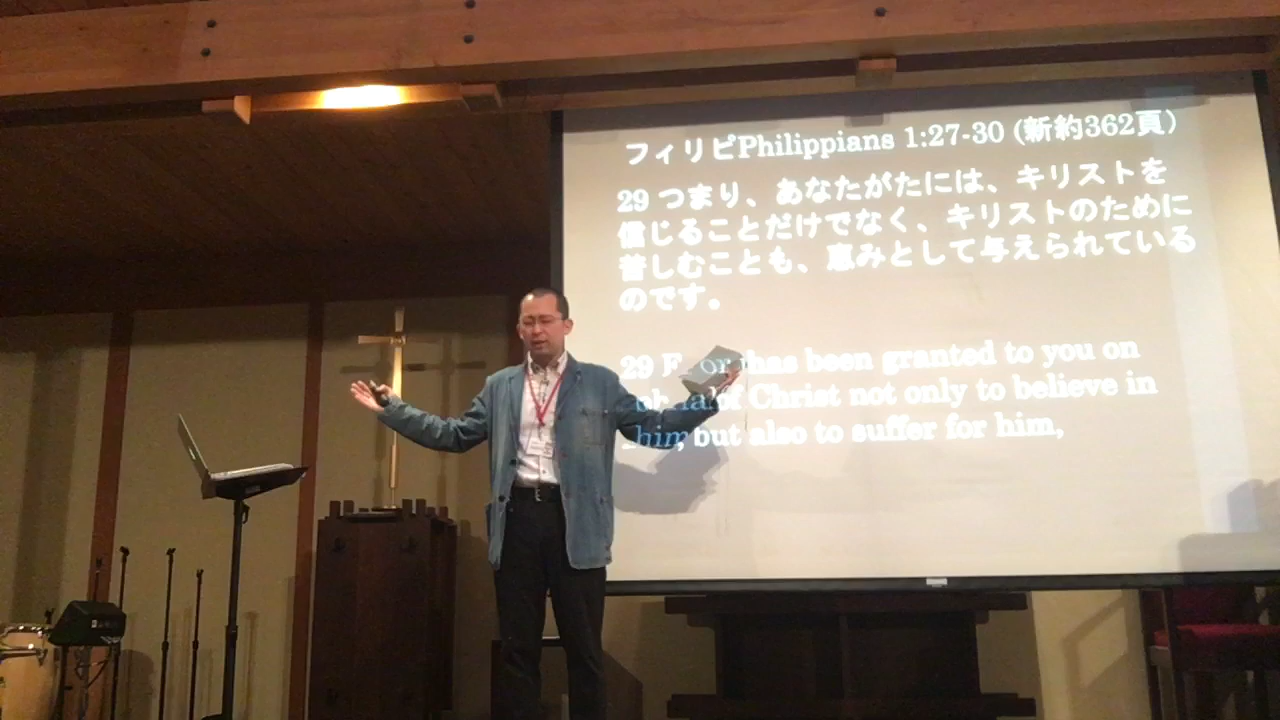 フィリピPhilippians 1:27-30 (新約362頁)
29 つまり、あなたがたには、キリストを
信じることだけでなく、キリストのために
苦しむことも、恵みとして与えられている
のです。
29 For has been granted to you on
of Christ not only to believe in
him, but also to suffer for him,